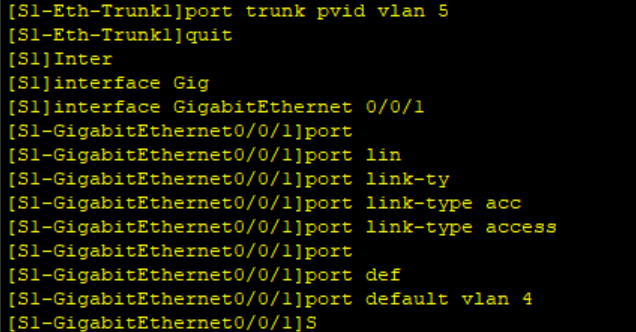 [S1-Eth-Trunk1]port trunk pvid vlan 5
[S1-Eth-Trunk1]quit
[S1]Inter
[S1]interface Gig
[S1]interface GigabitEthernet 0/0/1
[S1-GigabitEthernet0/0/1]port
[S1-GigabitEthernet0/0/1]port lin
[S1-GigabitEthernet0/0/1]port link-ty
[S1-GigabitEthernet0/0/1]port link-type acc
[S1-GigabitEthernet0/0/1]port link-type access
[S1-GigabitEthernet0/0/1]port
[S1-GigabitEthernet0/0/1]port def
[S1-GigabitEthernet0/0/1]port default vlan 4
[S1-GigabitEthernet0/0/1]S